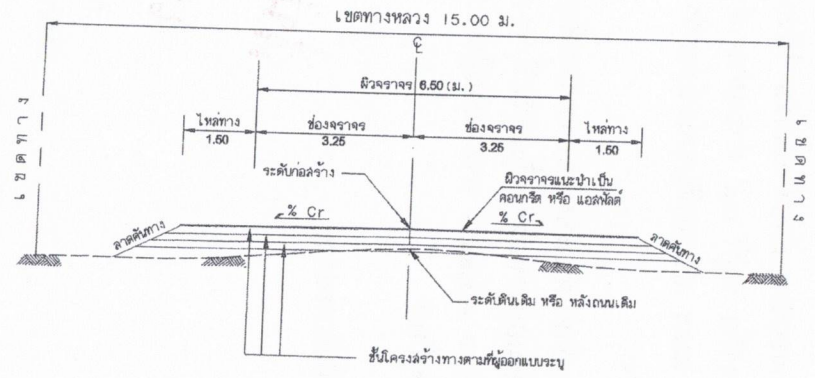 เขตทางหลวง 15.00 ม.
℄
ผิวจราจร 6.50 (ม.)
ไหล่ทาง
1.50
ช่องจราจร
3.25
ช่องจราจร
3.25
ไหล่ทาง
1.50
เขตทาง
เขตทาง
ระดับก่อสร้าง
ผิวจราจรแนะนำเป็น
คอนกรีต หรือ แอสฟัลต์
% Cr
% Cr
ลาดคันทาง
ลาดคันทาง
ระดับดินเดิม หรือ หลังถนนเดิม
ชั้นโครงสร้างทางตามที่ผู้ออกแบบระบุ